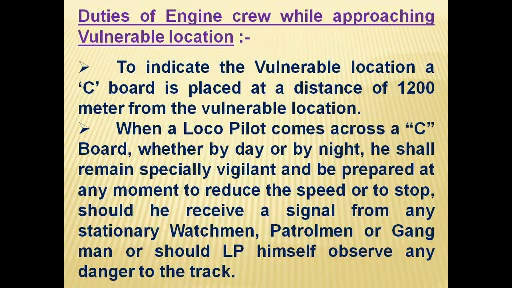 Duties of Engine crew while approaching
Vulnerable location :-
➢ To indicate the Vulnerable location a
‘C’ board is placed at a distance of 1200
meter from the vulnerable location.
➢ When a Loco Pilot comes across a “C”
Board, whether by day or by night, he shall
remain specially vigilant and be prepared at
any moment to reduce the speed or to stop,
should he receive a signal from any
stationary Watchmen, Patrolmen or Gang
man or should LP himself observe any
danger to the track.